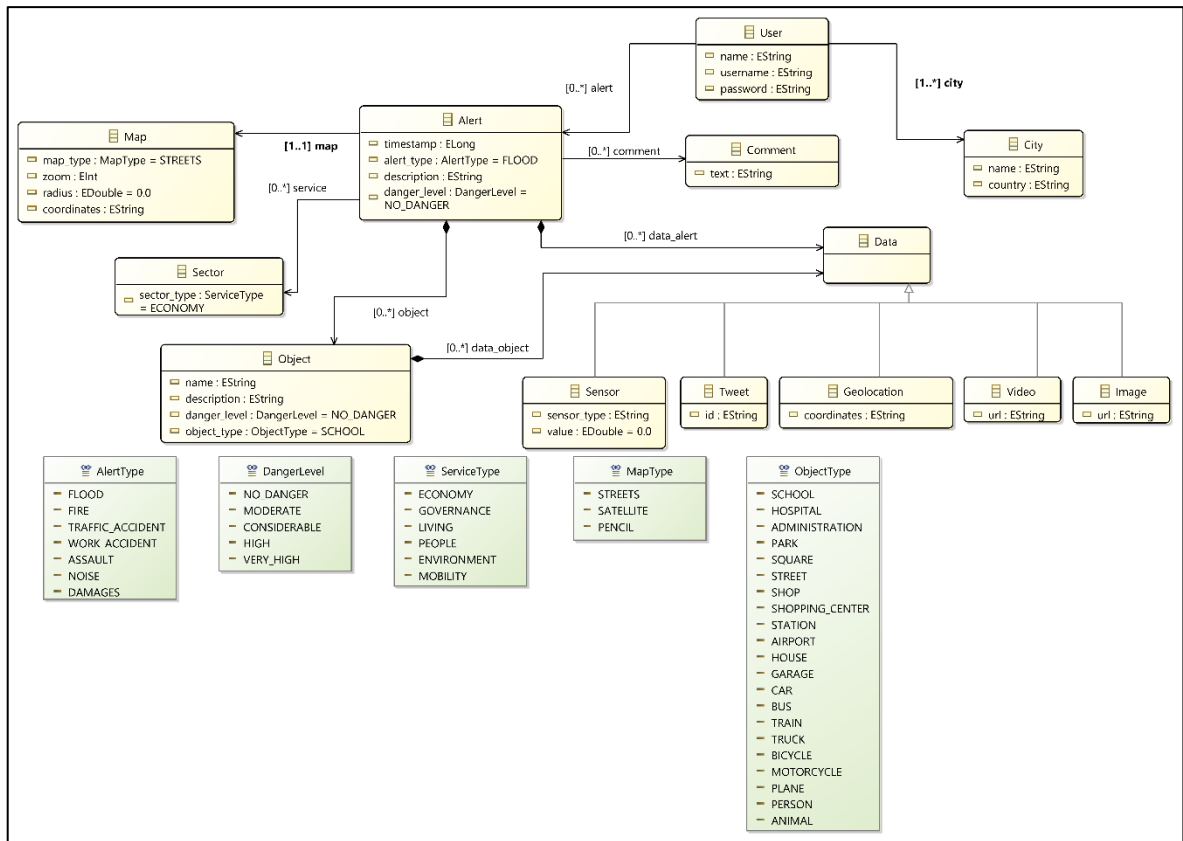 User
name : EString
username : EString
password : EString
[0..*] alert
[1..*] city
Map
map_type : MapType = STREETS
zoom : EInt
radius : EDouble = 0.0
coordinates : EString
[1..1] map
Alert
timestamp : ELong
alert_type : AlertType = FLOOD
description : EString
danger_level : DangerLevel =
NO_DANGER
[0..*] comment
Comment
text : EString
City
name : EString
country : EString
[0..*] service
[0..*] data_alert
Data
Sector
sector_type : ServiceType
= ECONOMY
[0..*] object
[0..*] data_object
Object
name : EString
description : EString
danger_level : DangerLevel = NO_DANGER
object_type : ObjectType = SCHOOL
Sensor
sensor_type : EString
value : EDouble = 0.0
Tweet
id : EString
Geolocation
coordinates : EString
Video
url : EString
Image
url : EString
AlertType
FLOOD
FIRE
TRAFFIC_ACCIDENT
WORK_ACCIDENT
ASSAULT
NOISE
DAMAGES
DangerLevel
NO_DANGER
MODERATE
CONSIDERABLE
HIGH
VERY_HIGH
ServiceType
ECONOMY
GOVERNANCE
LIVING
PEOPLE
ENVIRONMENT
MOBILITY
MapType
STREETS
SATELLITE
PENCIL
ObjectType
SCHOOL
HOSPITAL
ADMINISTRATION
PARK
SQUARE
STREET
SHOP
SHOPPING_CENTER
STATION
AIRPORT
HOUSE
GARAGE
CAR
BUS
TRAIN
TRUCK
BICYCLE
MOTORCYCLE
PLANE
PERSON
ANIMAL